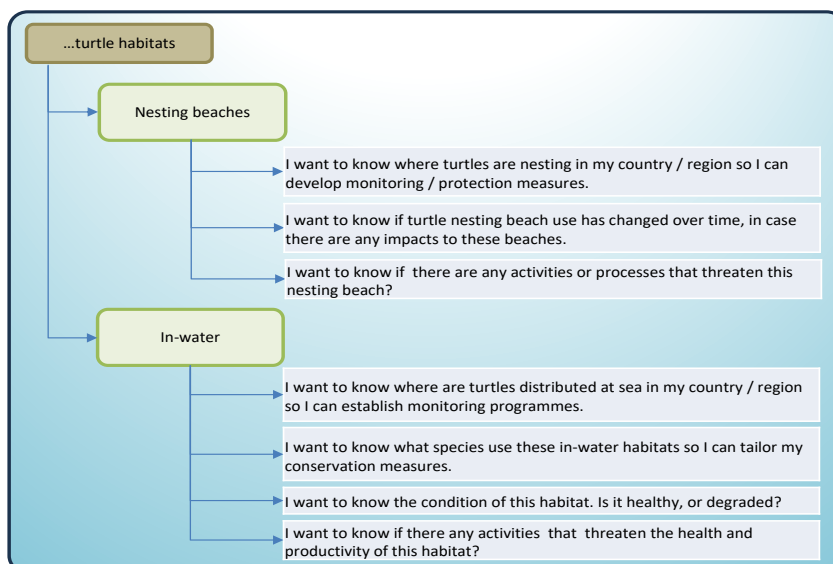 ...turtle habitats
Nesting beaches
I want to know where turtles are nesting in my country / region so I can
develop monitoring / protection measures.
I want to know if turtle nesting beach use has changed over time, in case
there are any impacts to these beaches.
I want to know if  there are any activities or processes that threaten this
nesting beach?
In-water
I want to know where are turtles distributed at sea in my country / region
so I can establish monitoring programmes.
I want to know what species use these in-water habitats so I can tailor my
conservation measures.
I want to know the condition of this habitat. Is it healthy, or degraded?
I want to know if there any activities  that  threaten the health and
productivity of this habitat?